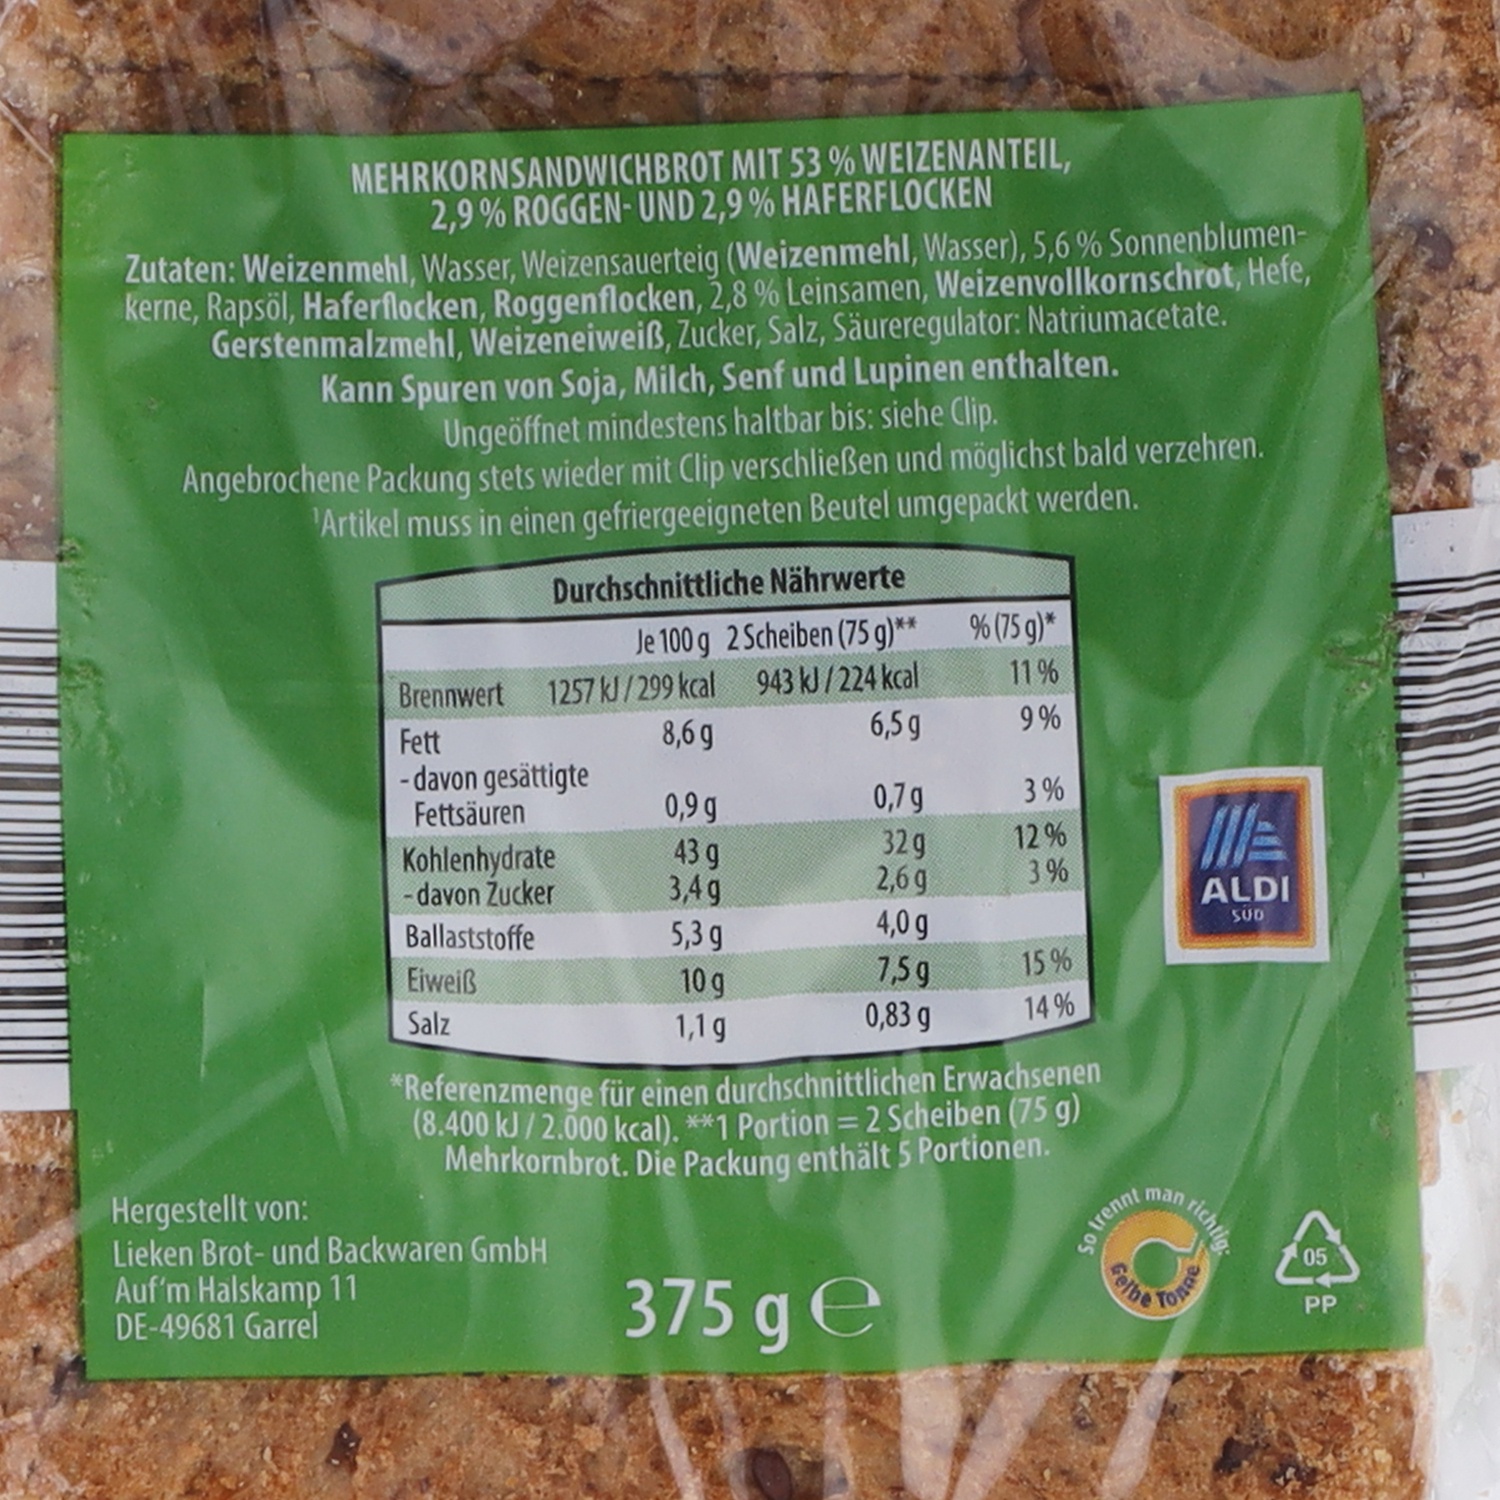 MEHRKORNSANDWICHBROT MIT 53 % WEIZENANTEIL,
2,9 % ROGGEN- UND 2,9 % HAFERFLOCKEN
Zutaten: Weizenmehl, Wasser, Weizensauerteig (Weizenmehl, Wasser), 5,6 % Sonnenblumen-
kerne, Rapsöl, Haferflocken, Roggenflocken, 2,8 % Leinsamen, Weizenvollkornschrot, Hefe,
Gerstenmalzmehl, Weizeneiweiß, Zucker, Salz, Säureregulator: Natriumacetate.
Kann Spuren von Soja, Milch, Senf und Lupinen enthalten.
Ungeöffnet mindestens haltbar bis: siehe Clip.
Angebrochene Packung stets wieder mit Clip verschließen und möglichst bald verzehren.
¹Artikel muss in einen gefriergeeigneten Beutel umgepackt werden.
Durchschnittliche Nährwerte
Je 100 g 2 Scheiben (75 g)** % (75 g)*
Brennwert 1257 kJ / 299 kcal 943 kJ / 224 kcal 11 %
Fett 8,6 g 6,5 g 9 %
- davon gesättigte
Fettsäuren 0,9 g 0,7 g 3 %
Kohlenhydrate 43 g 32 g 12 %
- davon Zucker 3,4 g 2,6 g 3 %
Ballaststoffe 5,3 g 4,0 g
Eiweiß 10 g 7,5 g 15 %
Salz 1,1 g 0,83 g 14 %
ALDI
SÜD
*Referenzmenge für einen durchschnittlichen Erwachsenen
(8.400 kJ / 2.000 kcal). **1 Portion = 2 Scheiben (75 g)
Mehrkornbrot. Die Packung enthält 5 Portionen.
Hergestellt von:
Lieken Brot- und Backwaren GmbH
Auf'm Halskamp 11
DE-49681 Garrel
375 g e
So trennt man richtig:
Gelbe Tonne
05
PP